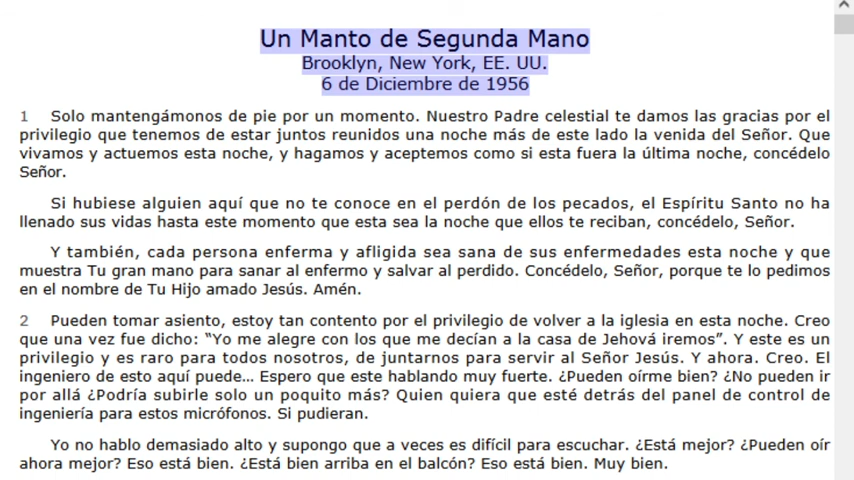 Un Manto de Segunda Mano
Brooklyn, New York, EE. UU.
6 de Diciembre de 1956
1 Solo mantengámonos de pie por un momento. Nuestro Padre celestial te damos las gracias por el
privilegio que tenemos de estar juntos reunidos una noche más de este lado la venida del Señor. Que
vivamos y actuemos esta noche, y hagamos y aceptemos como si esta fuera la última noche, concédelo
Señor.
Si hubiese alguien aquí que no te conoce en el perdón de los pecados, el Espíritu Santo no ha
llenado sus vidas hasta este momento que esta sea la noche que ellos te reciban, concédelo, Señor.
Y también, cada persona enferma y afligida sea sana de sus enfermedades esta noche y que
muestra Tu gran mano para sanar al enfermo y salvar al perdido. Concédelo, Señor, porque te lo pedimos
en el nombre de Tu Hijo amado Jesús. Amén.
2 Pueden tomar asiento, estoy tan contento por el privilegio de volver a la iglesia en esta noche. Creo
que una vez fue dicho: “Yo me alegre con los que me decían a la casa de Jehová iremos”. Y este es un
privilegio y es raro para todos nosotros, de juntarnos para servir al Señor Jesús. Y ahora. Creo. El
ingeniero de esto aquí puede... Espero que este hablando muy fuerte. ¿Pueden oírme bien? ¿No pueden ir
por allá ¿Podría subirle solo un poquito más? Quien quiera que esté detrás del panel de control de
ingeniería para estos micrófonos. Si pudieran.
Yo no hablo demasiado alto y supongo que a veces es difícil para escuchar. ¿Está mejor? ¿Pueden oír
ahora mejor? Eso está bien. ¿Está bien arriba en el balcón? Eso está bien. Muy bien.